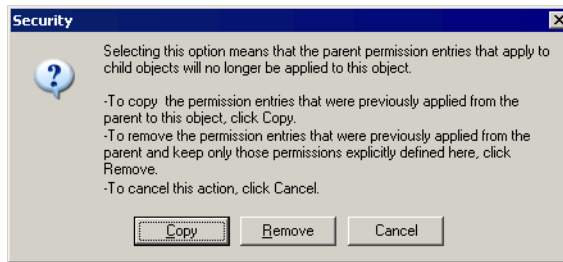 Security
Selecting this option means that the parent permission entries that apply to
child objects will no longer be applied to this object.
-To copy the permission entries that were previously applied from the
parent to this object, click Copy.
-To remove the permission entries that were previously applied from the
parent and keep only those permissions explicitly defined here, click
Remove.
-To cancel this action, click Cancel.
Copy Remove Cancel